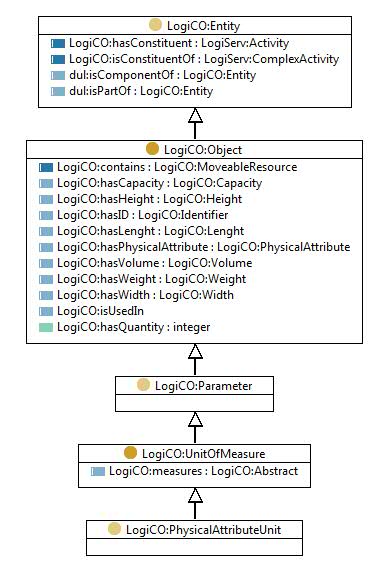 LogiCO:Entity
LogiCO:hasConstituent : LogiServ:Activity
LogiCO:isConstituentOf : LogiServ:ComplexActivity
dul:isComponentOf : LogiCO:Entity
dul:isPartOf : LogiCO:Entity
LogiCO:Object
LogiCO:contains : LogiCO:MoveableResource
LogiCO:hasCapacity : LogiCO:Capacity
LogiCO:hasHeight : LogiCO:Height
LogiCO:hasID : LogiCO:Identifier
LogiCO:hasLenght : LogiCO:Lenght
LogiCO:hasPhysicalAttribute : LogiCO:PhysicalAttribute
LogiCO:hasVolume : LogiCO:Volume
LogiCO:hasWeight : LogiCO:Weight
LogiCO:hasWidth : LogiCO:Width
LogiCO:isUsedIn
LogiCO:hasQuantity : integer
LogiCO:Parameter
LogiCO:UnitOfMeasure
LogiCO:measures : LogiCO:Abstract
LogiCO:PhysicalAttributeUnit